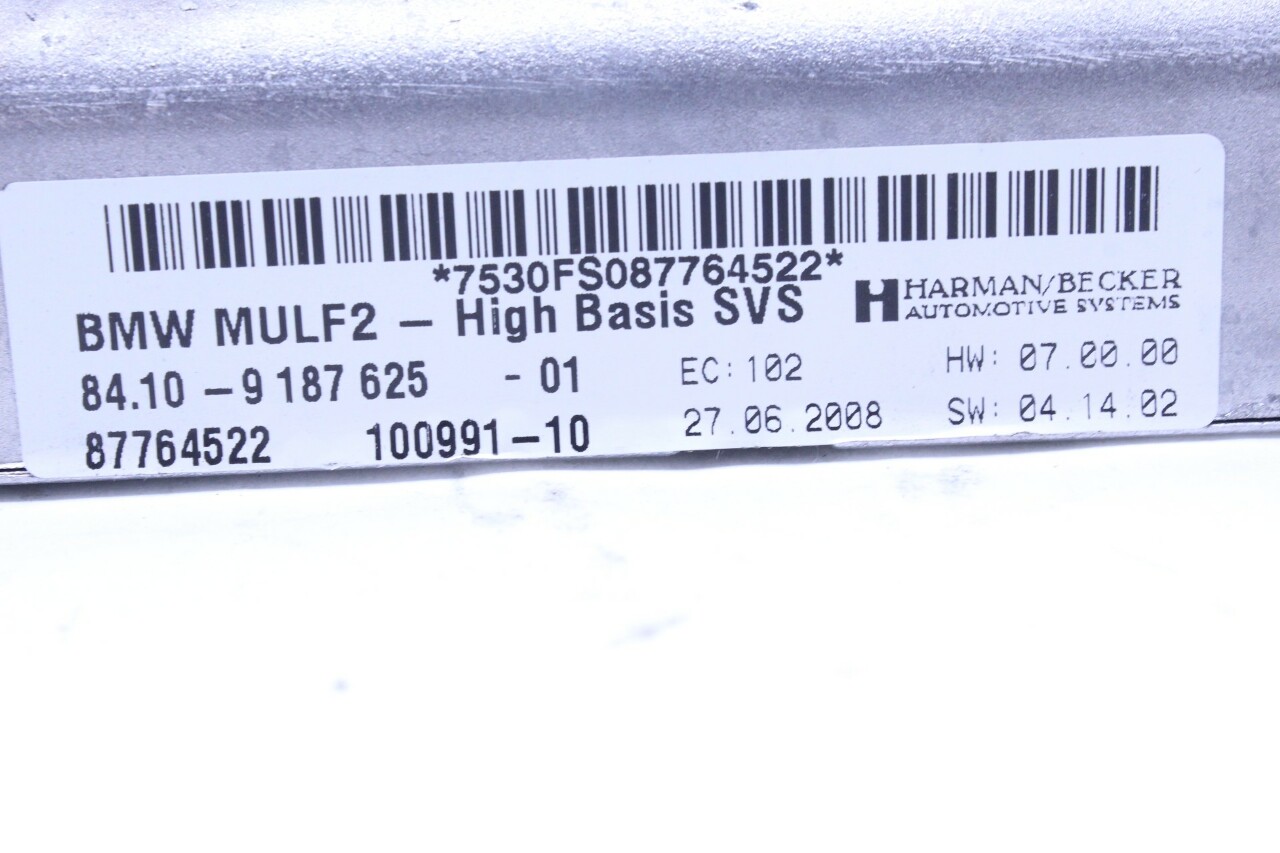 *7530FS087764522*
BMW MULF2 – High Basis SVS
HARMAN/BECKER
AUTOMOTIVE SYSTEMS
84.10 – 9 187 625 - 01 EC: 102 HW: 07.00.00
87764522 100991–10 27.06.2008 SW: 04.14.02